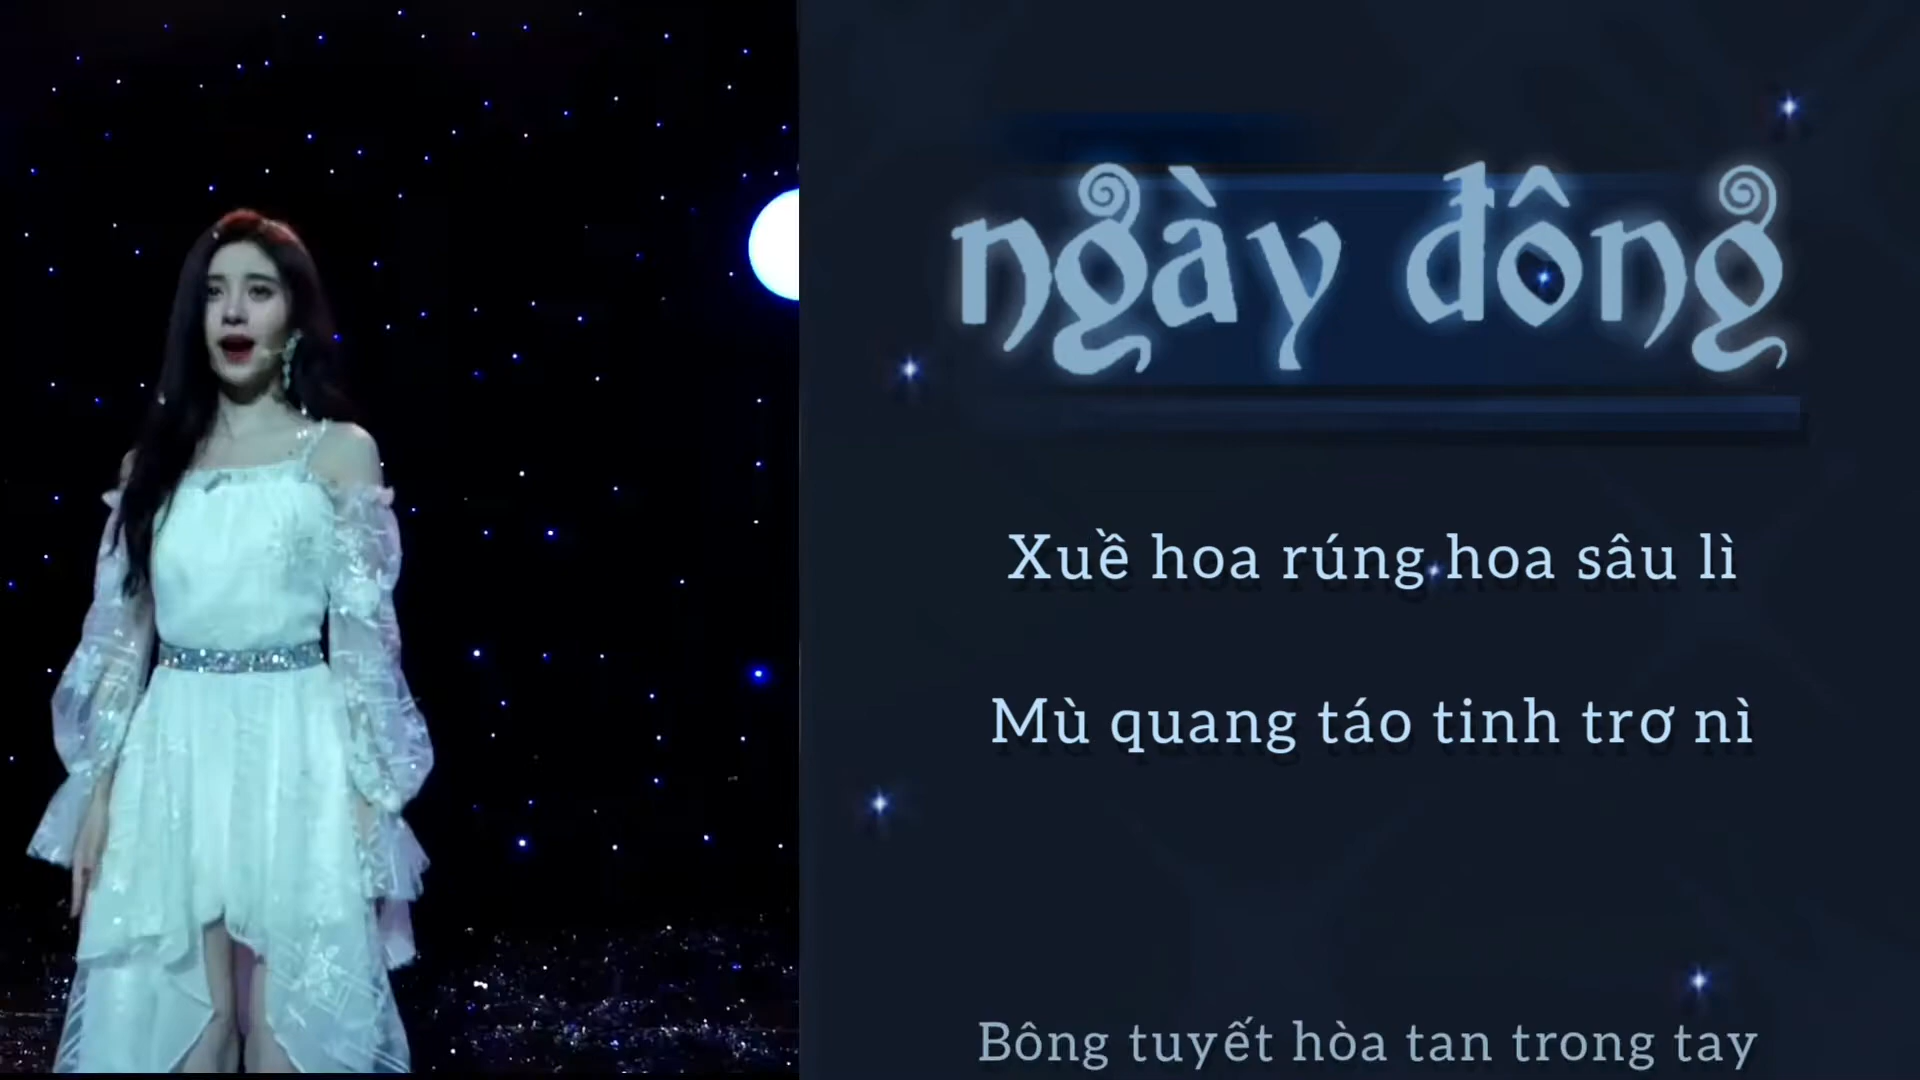 ngày đông
Xuề hoa rúng hoa sâu lì
Mù quang táo tinh trơ nì
Bông tuyết hòa tan trong tay